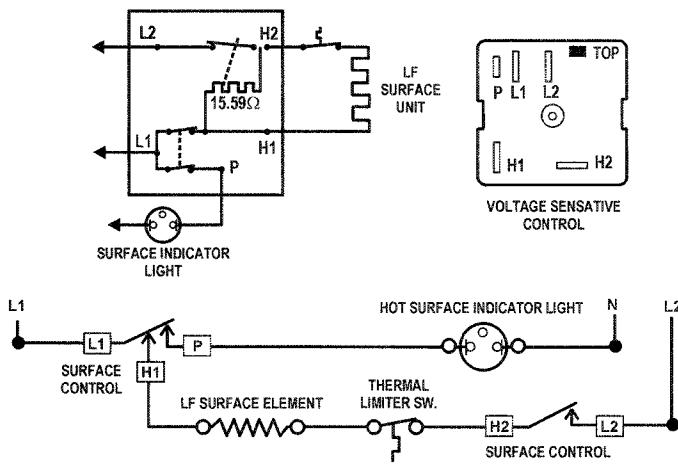 L2
H2
15.59Ω
LF
SURFACE
UNIT
L1
H1
P
SURFACE INDICATOR
LIGHT
TOP
P L1 L2
H1 H2
VOLTAGE SENSATIVE
CONTROL
L1
HOT SURFACE INDICATOR LIGHT
N
L2
L1
P
SURFACE
CONTROL
H1
LF SURFACE ELEMENT
THERMAL
LIMITER SW.
H2
L2
SURFACE CONTROL